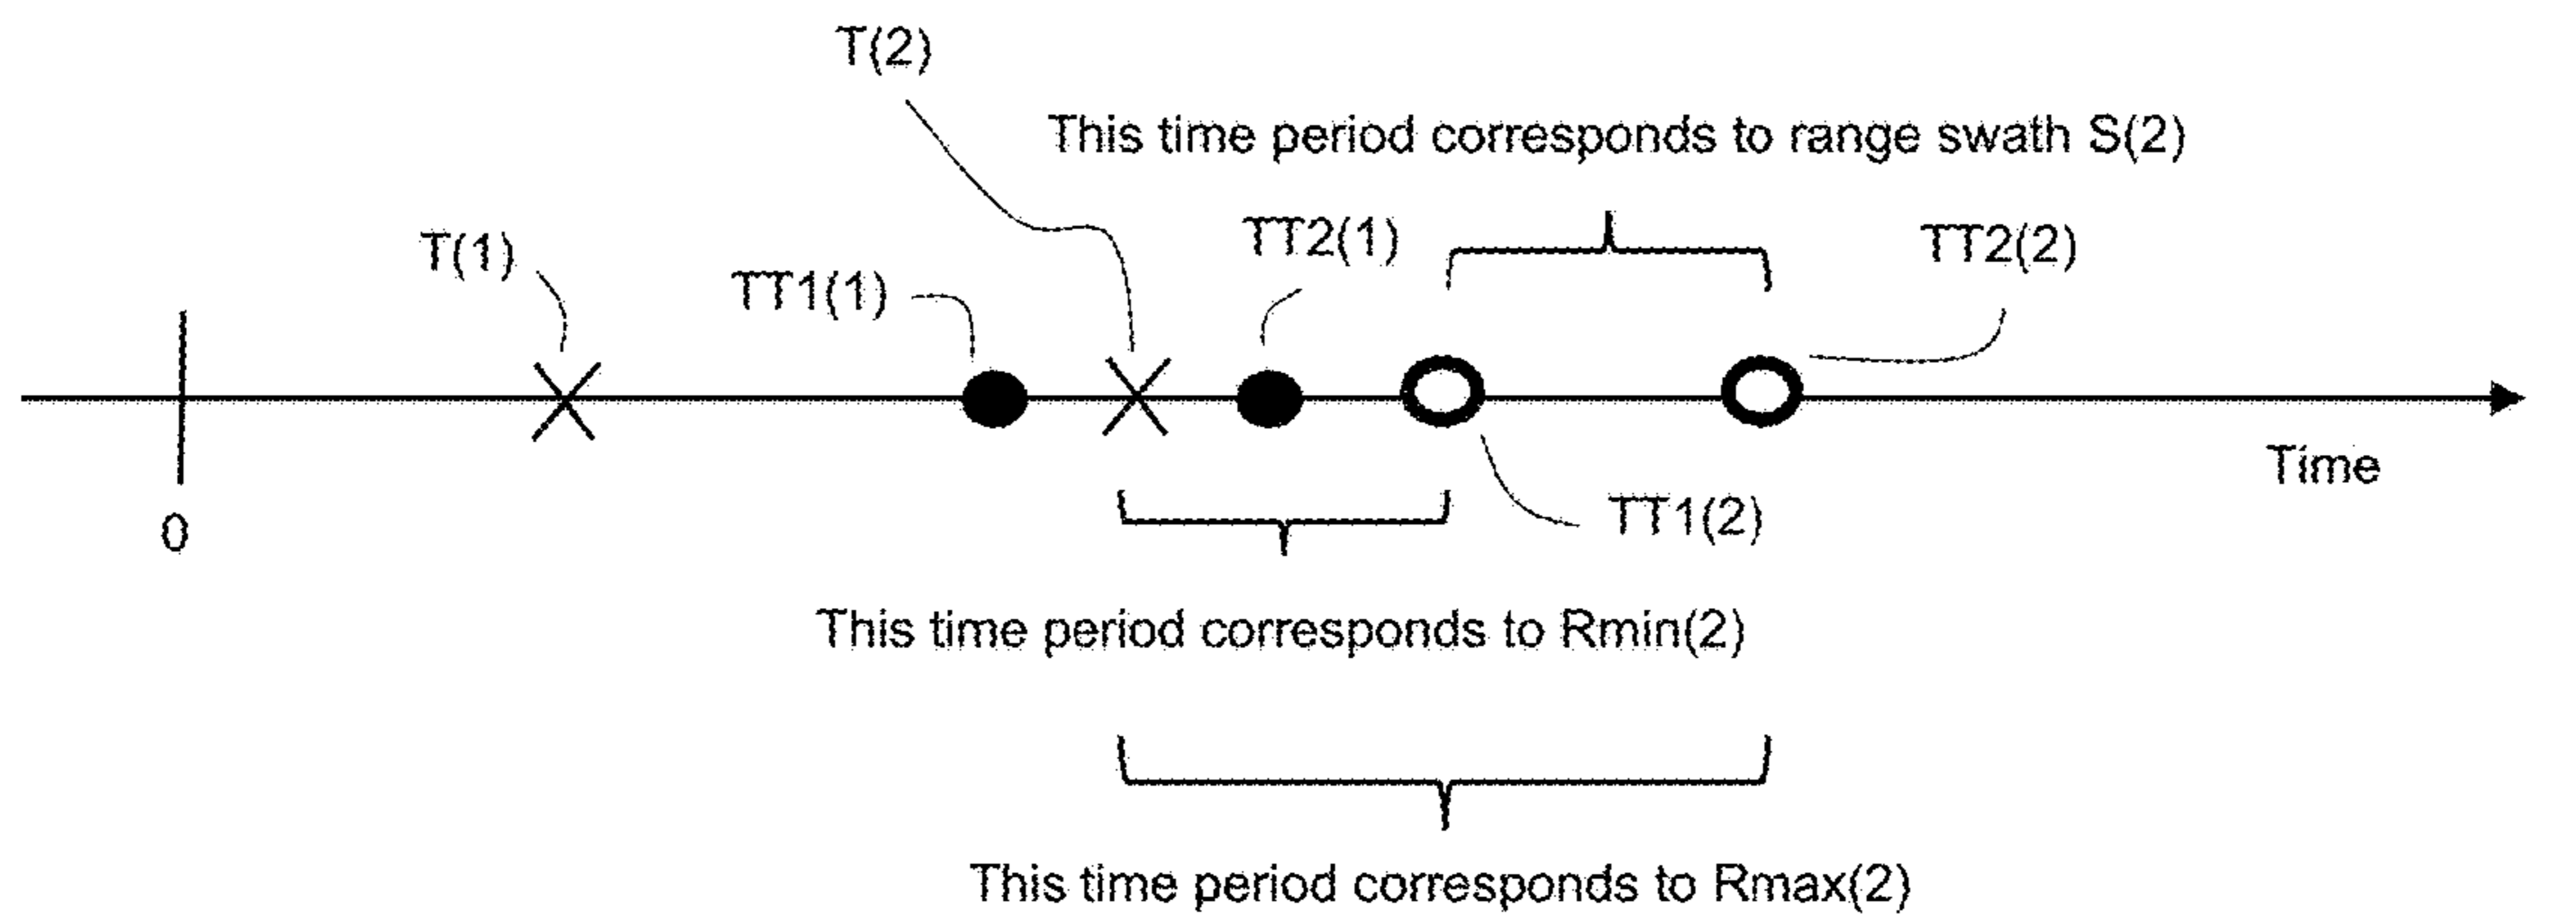 T(2)
This time period corresponds to range swath S(2)
T(1)
TT1(1)
TT2(1)
TT2(2)
0
Time
TT1(2)
This time period corresponds to Rmin(2)
This time period corresponds to Rmax(2)